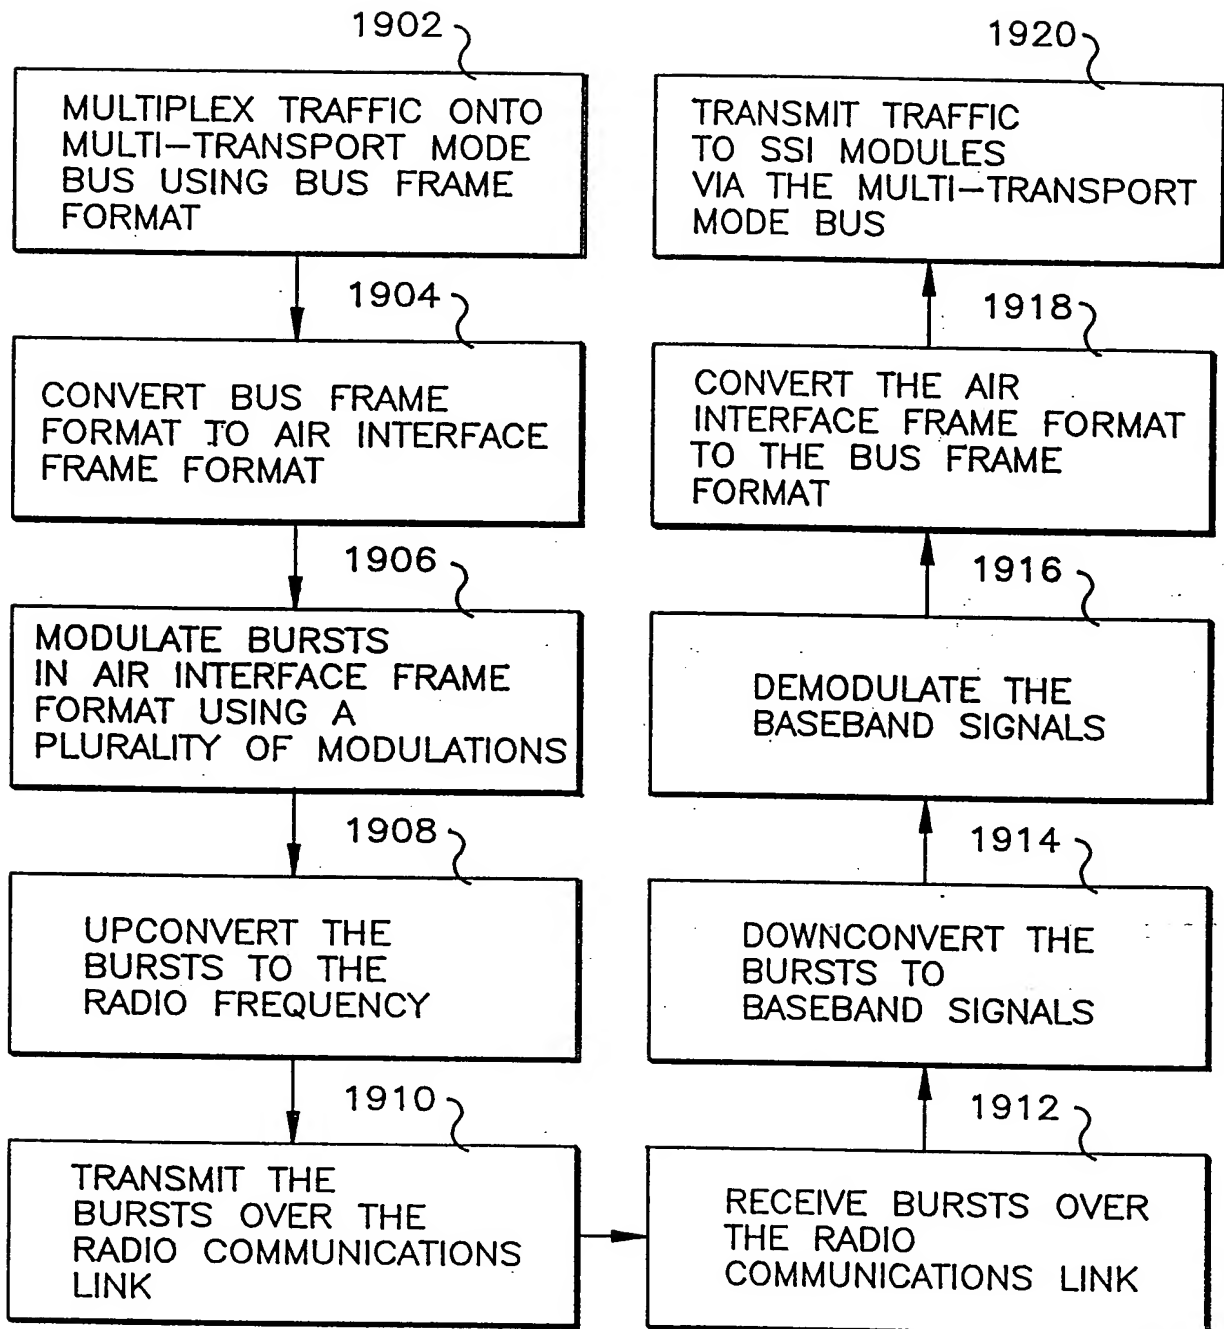 1902
MULTIPLEX TRAFFIC ONTO
MULTI-TRANSPORT MODE
BUS USING BUS FRAME
FORMAT
1904
CONVERT BUS FRAME
FORMAT TO AIR INTERFACE
FRAME FORMAT
1906
MODULATE BURSTS
IN AIR INTERFACE FRAME
FORMAT USING A
PLURALITY OF MODULATIONS
1908
UPCONVERT THE
BURSTS TO THE
RADIO FREQUENCY
1910
TRANSMIT THE
BURSTS OVER THE
RADIO COMMUNICATIONS
LINK
1912
RECEIVE BURSTS OVER
THE RADIO
COMMUNICATIONS LINK
1914
DOWNCONVERT THE
BURSTS TO
BASEBAND SIGNALS
1916
DEMODULATE THE
BASEBAND SIGNALS
1918
CONVERT THE AIR
INTERFACE FRAME FORMAT
TO THE BUS FRAME
FORMAT
1920
TRANSMIT TRAFFIC
TO SSI MODULES
VIA THE MULTI-TRANSPORT
MODE BUS